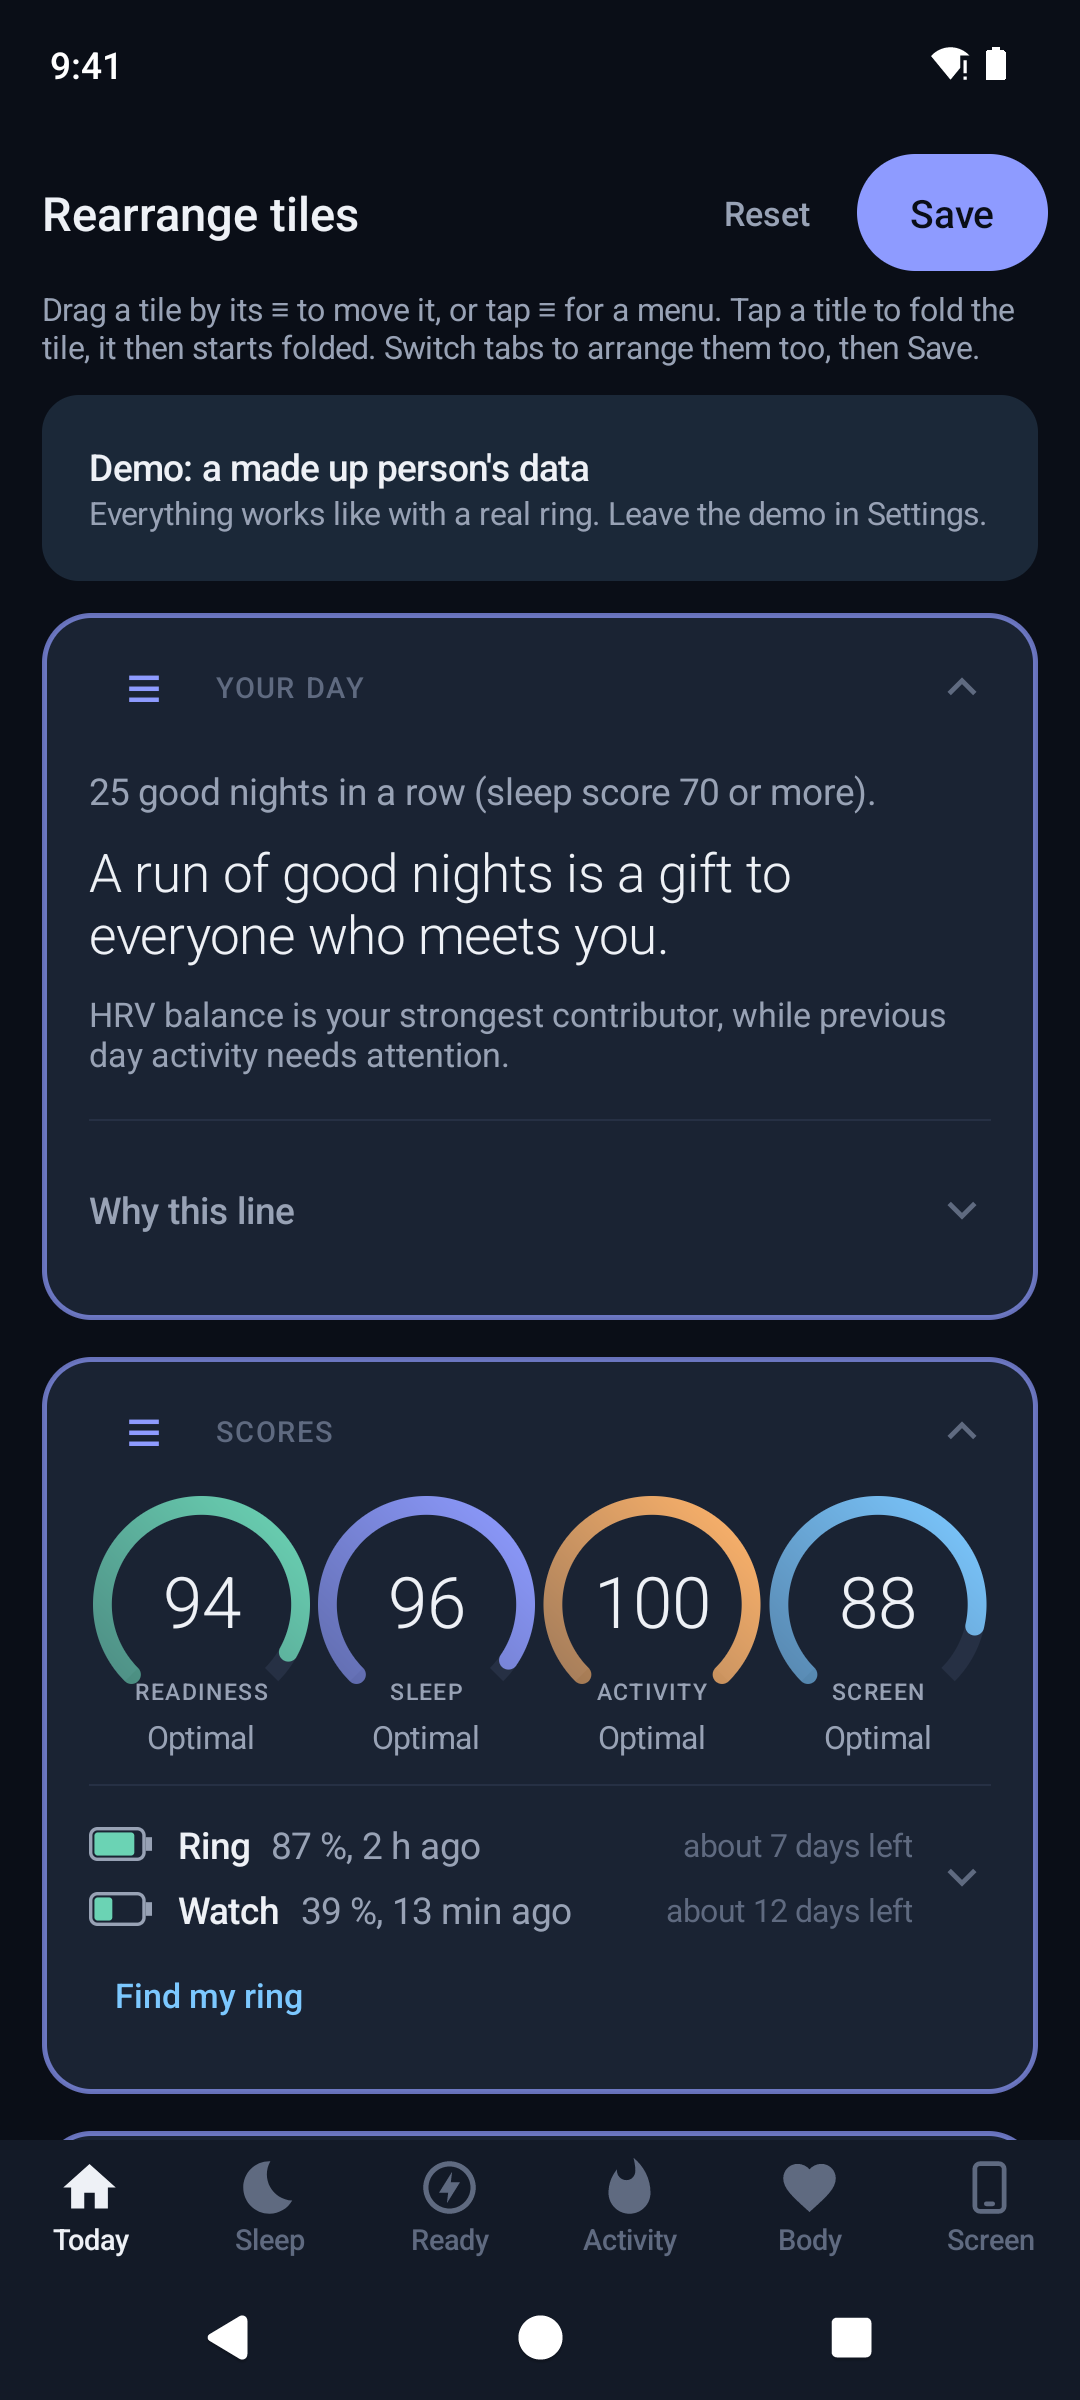 9:41
Rearrange tiles
Reset
Save
Drag a tile by its ≡ to move it, or tap ≡ for a menu. Tap a title to fold the
tile, it then starts folded. Switch tabs to arrange them too, then Save.
Demo: a made up person's data
Everything works like with a real ring. Leave the demo in Settings.
YOUR DAY
25 good nights in a row (sleep score 70 or more).
A run of good nights is a gift to
everyone who meets you.
HRV balance is your strongest contributor, while previous
day activity needs attention.
Why this line
SCORES
94
96
100
88
READINESS
SLEEP
ACTIVITY
SCREEN
Optimal
Optimal
Optimal
Optimal
Ring 87 %, 2 h ago
about 7 days left
Watch 39 %, 13 min ago
about 12 days left
Find my ring
Today
Sleep
Ready
Activity
Body
Screen